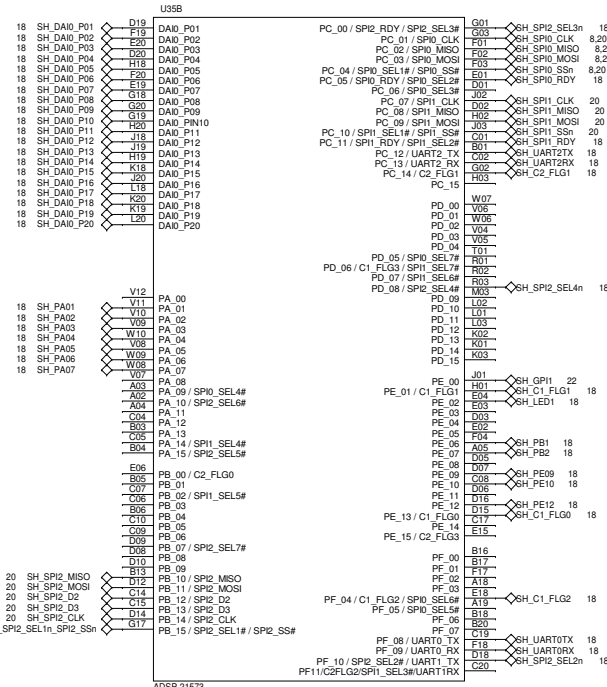 U35B
18 SH_DAI0_P01 D19 DAI0_P01
18 SH_DAI0_P02 F19 DAI0_P02
18 SH_DAI0_P03 E20 DAI0_P03
18 SH_DAI0_P04 D20 DAI0_P04
18 SH_DAI0_P05 H18 DAI0_P05
18 SH_DAI0_P06 F20 DAI0_P06
18 SH_DAI0_P07 E19 DAI0_P07
18 SH_DAI0_P08 G18 DAI0_P08
18 SH_DAI0_P09 G20 DAI0_P09
18 SH_DAI0_P10 G19 DAI0_PIN10
18 SH_DAI0_P11 H20 DAI0_P11
18 SH_DAI0_P12 J18 DAI0_P12
18 SH_DAI0_P13 J19 DAI0_P13
18 SH_DAI0_P14 H19 DAI0_P14
18 SH_DAI0_P15 K18 DAI0_P15
18 SH_DAI0_P16 J20 DAI0_P16
18 SH_DAI0_P17 L18 DAI0_P17
18 SH_DAI0_P18 K20 DAI0_P18
18 SH_DAI0_P19 K19 DAI0_P19
18 SH_DAI0_P20 L20 DAI0_P20
V12 PA_00
18 SH_PA01 V11 PA_01
18 SH_PA02 V10 PA_02
18 SH_PA03 V09 PA_03
18 SH_PA04 W10 PA_04
18 SH_PA05 V08 PA_05
18 SH_PA06 W09 PA_06
18 SH_PA07 W08 PA_07
V07 PA_08
A03 PA_09 / SPI0_SEL4#
A02 PA_10 / SPI2_SEL6#
A04 PA_11
C04 PA_12
B03 PA_13
C05 PA_14 / SPI1_SEL4#
B04 PA_15 / SPI2_SEL5#
E06 PB_00 / C2_FLG0
B05 PB_01
C07 PB_02 / SPI1_SEL5#
C06 PB_03
B06 PB_04
C10 PB_05
C09 PB_06
D09 PB_07 / SPI2_SEL7#
D08 PB_08
D10 PB_09
20 SH_SPI2_MISO B13 PB_10 / SPI2_MISO
20 SH_SPI2_MOSI D12 PB_11 / SPI2_MOSI
20 SH_SPI2_D2 C14 PB_12 / SPI2_D2
20 SH_SPI2_D3 C15 PB_13 / SPI2_D3
20 SH_SPI2_CLK D14 PB_14 / SPI2_CLK
_SPI2_SEL1n_SPI2_SSn G17 PB_15 / SPI2_SEL1# / SPI2_SS#
PC_00 / SPI2_RDY / SPI2_SEL3# G01 SH_SPI2_SEL3n 18
PC_01 / SPI0_CLK G03 SH_SPI0_CLK 8,20
PC_02 / SPI0_MISO F01 SH_SPI0_MISO 8,2
PC_03 / SPI0_MOSI F02 SH_SPI0_MOSI 8,2
PC_04 / SPI0_SEL1# / SPI0_SS# F03 SH_SPI0_SSn 8,20
PC_05 / SPI0_RDY / SPI0_SEL2# E01 SH_SPI0_RDY 18
PC_06 / SPI0_SEL3# D01
PC_07 / SPI1_CLK J02 SH_SPI1_CLK 20
PC_08 / SPI1_MISO D02 SH_SPI1_MISO 20
PC_09 / SPI1_MOSI H02 SH_SPI1_MOSI 20
PC_10 / SPI1_SEL1# / SPI1_SS# J03 SH_SPI1_SSn 20
PC_11 / SPI1_RDY / SPI1_SEL2# C01 SH_SPI1_RDY 18
PC_12 / UART2_TX B01 SH_UART2TX 18
PC_13 / UART2_RX C02 SH_UART2RX 18
PC_14 / C2_FLG1 G02 SH_C2_FLG1 18
PC_15 H03
PD_00 W07
PD_01 V06
PD_02 W06
PD_03 V04
PD_04 V05
PD_05 / SPI0_SEL7# T01
PD_06 / C1_FLG3 / SPI1_SEL7# R01
PD_07 / SPI1_SEL6# R02
PD_08 / SPI2_SEL4# R03 SH_SPI2_SEL4n 18
PD_09 M03
PD_10 L02
PD_11 L01
PD_12 L03
PD_13 K02
PD_14 K01
PD_15 K03
PE_00 J01 SH_GPI1 22
PE_01 / C1_FLG1 H01 SH_C1_FLG1 18
PE_02 E04 SH_LED1 18
PE_03 E03
PE_04 D03
PE_05 E02
PE_06 F04 SH_PB1 18
PE_07 A05 SH_PB2 18
PE_08 D05
PE_09 D07 SH_PE09 18
PE_10 C08 SH_PE10 18
PE_11 D06
PE_12 D16 SH_PE12 18
PE_13 / C1_FLG0 D15 SH_C1_FLG0 18
PE_14 C17
PE_15 / C2_FLG3 E15
PF_00 B16
PF_01 B17
PF_02 F17
PF_03 A18
PF_04 / C1_FLG2 / SPI0_SEL6# E18 SH_C1_FLG2 18
PF_05 / SPI0_SEL5# A19
PF_06 B18
PF_07 B20
PF_08 / UART0_TX C19 SH_UART0TX 18
PF_09 / UART0_RX F18 SH_UART0RX 18
PF_10 / SPI2_SEL2# / UART1_TX D18 SH_SPI2_SEL2n 18
PF11/C2FLG2/SPI1_SEL3#/UART1RX C20
ADSP-21573